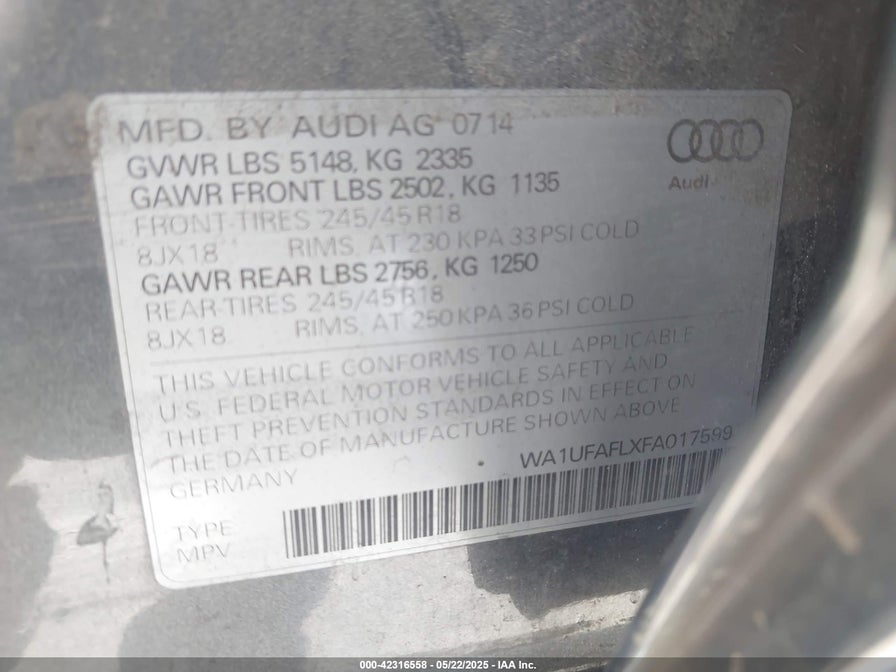 MFD. BY AUDI AG 0714
GVWR LBS 5148, KG 2335
GAWR FRONT LBS 2502, KG 1135
FRONT TIRES 245/45 R18
8JX18 RIMS, AT 230 KPA 33 PSI COLD
GAWR REAR LBS 2756, KG 1250
REAR TIRES 245/45 R18
8JX18 RIMS, AT 250 KPA 36 PSI COLD
Audi
THIS VEHICLE CONFORMS TO ALL APPLICABLE
U.S. FEDERAL MOTOR VEHICLE SAFETY AND
THEFT PREVENTION STANDARDS IN EFFECT ON
THE DATE OF MANUFACTURE SHOWN ABOVE
GERMANY WA1UFAFLXFA017599
TYPE
MPV
000-42316558 - 05/22/2025 - IAA Inc.